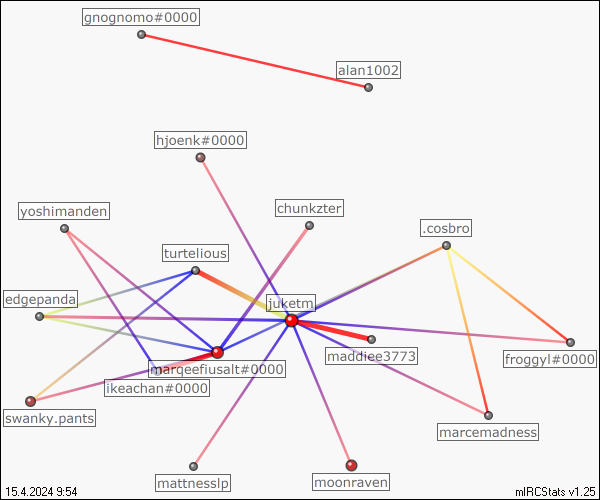 gnognomo#0000
alan1002
hjoenk#0000
chunkzter
yoshimanden
.cosbro
turtelious
edgepanda
juketm
maddiee3773
froggyl#0000
marqeefiusalt#0000
ikeachan#0000
swanky.pants
marcemadness
mattnesslp
moonraven
15.4.2024 9:54
mIRCStats v1.25